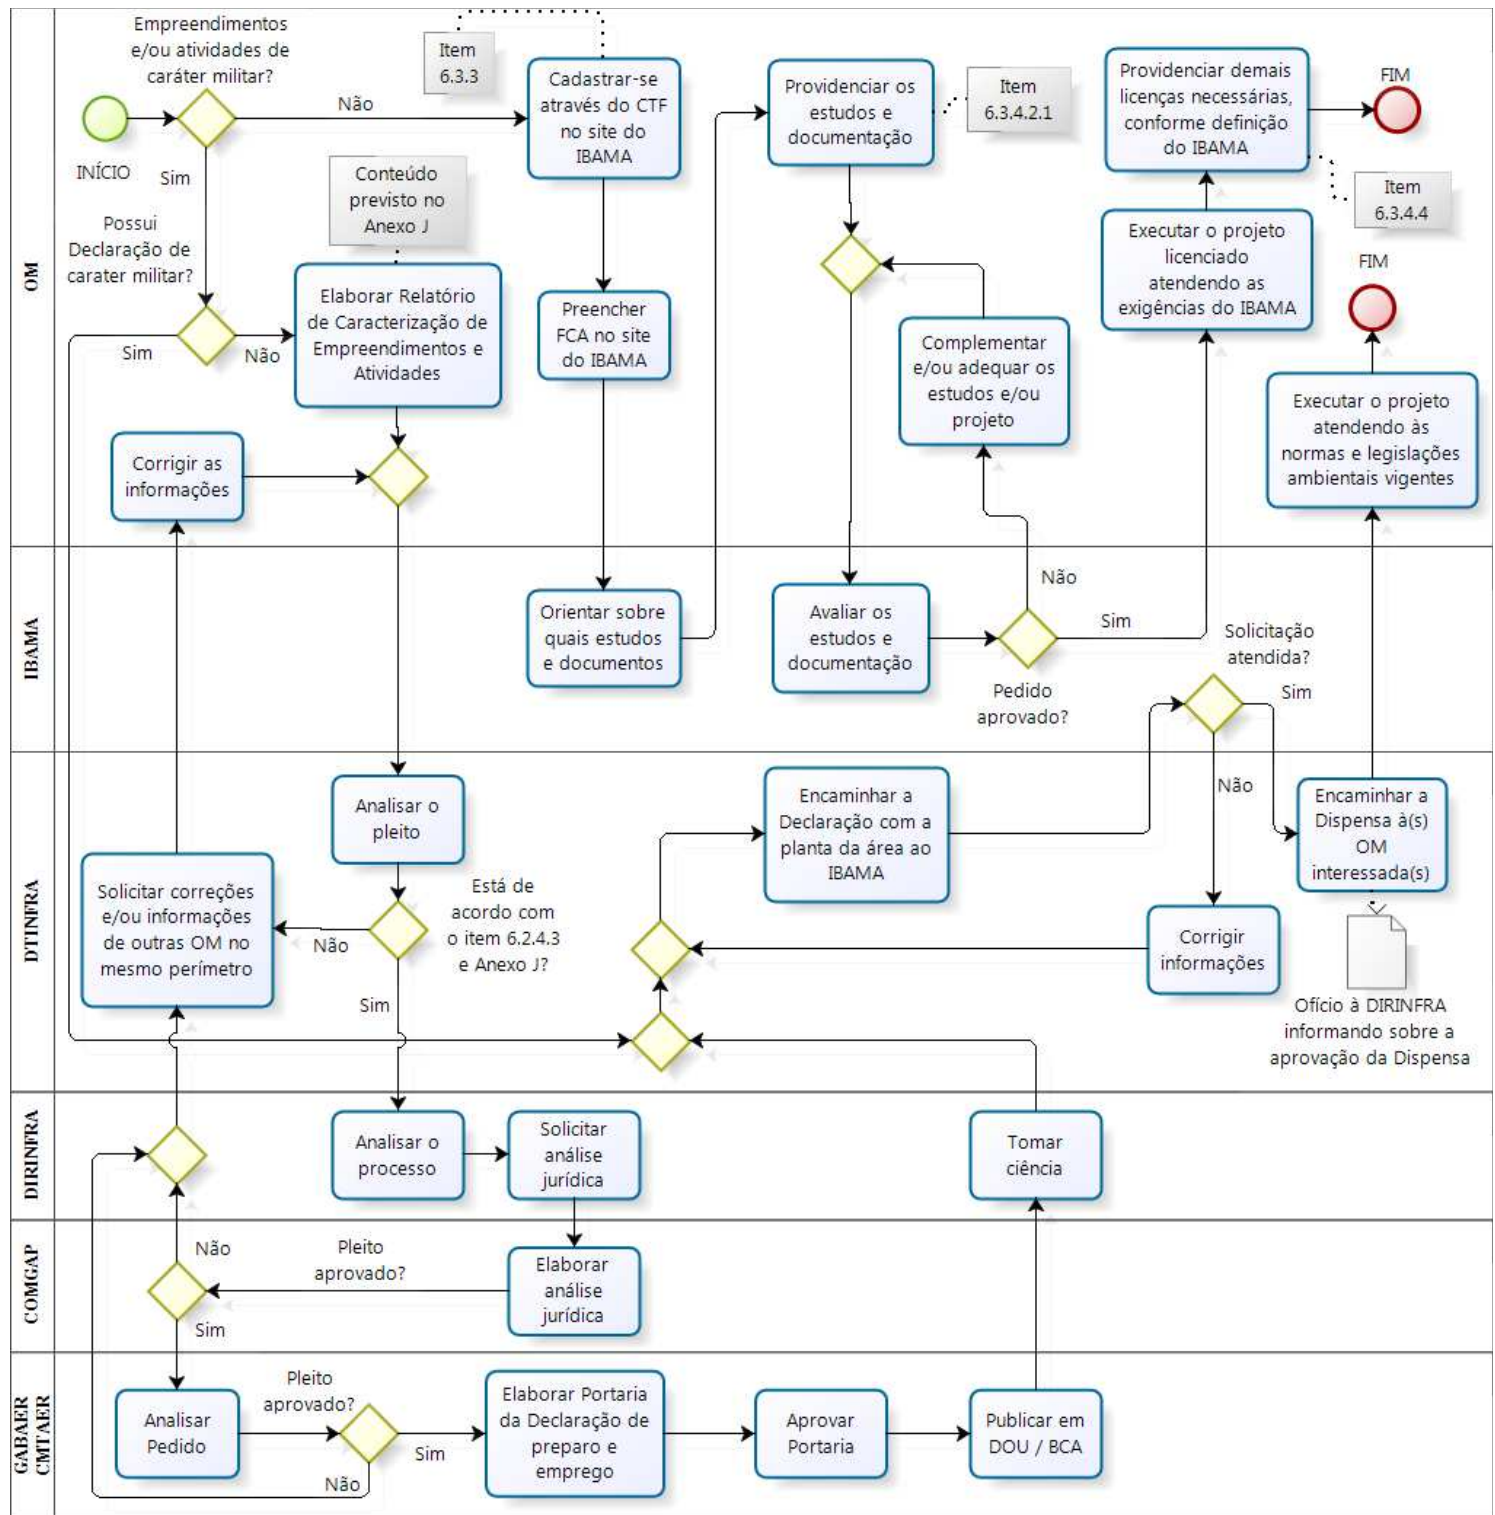 OM
Empreendimentos
e/ou atividades de
caráter militar?
INÍCIO
Não
Sim
Item
6.3.3
Cadastrar-se
através do CTF
no site do
IBAMA
Providenciar os
estudos e
documentação
Item
6.3.4.2.1
Providenciar demais
licenças necessárias,
conforme definição
do IBAMA
FIM
Item
6.3.4.4
Conteúdo
previsto no
Anexo J
Possui
Declaração de
carater militar?
Sim
Não
Elaborar Relatório
de Caracterização de
Empreendimentos e
Atividades
Preencher
FCA no site
do IBAMA
Executar o projeto
licenciado
atendendo as
exigências do IBAMA
FIM
Complementar
e/ou adequar os
estudos e/ou
projeto
Executar o projeto
atendendo às
normas e legislações
ambientais vigentes
Corrigir as
informações
IBAMA
Orientar sobre
quais estudos
e documentos
Avaliar os
estudos e
documentação
Não
Sim
Pedido
aprovado?
Solicitação
atendida?
Sim
Não
DTINFRA
Analisar o
pleito
Encaminhar a
Declaração com a
planta da área ao
IBAMA
Encaminhar a
Dispensa à(s)
OM
interessada(s)
Solicitar correções
e/ou informações
de outras OM no
mesmo perímetro
Não
Está de
acordo com
o item 6.2.4.3
e Anexo J?
Sim
Corrigir
informações
Ofício à DIRINFRA
informando sobre a
aprovação da Dispensa
DIRINFRA
Analisar o
processo
Solicitar
análise
jurídica
Tomar
ciência
COMGAP
Não
Pleito
aprovado?
Sim
Elaborar
análise
jurídica
GABAER
CMTAER
Analisar
Pedido
Pleito
aprovado?
Não
Sim
Elaborar Portaria
da Declaração de
preparo e
emprego
Aprovar
Portaria
Publicar em
DOU / BCA